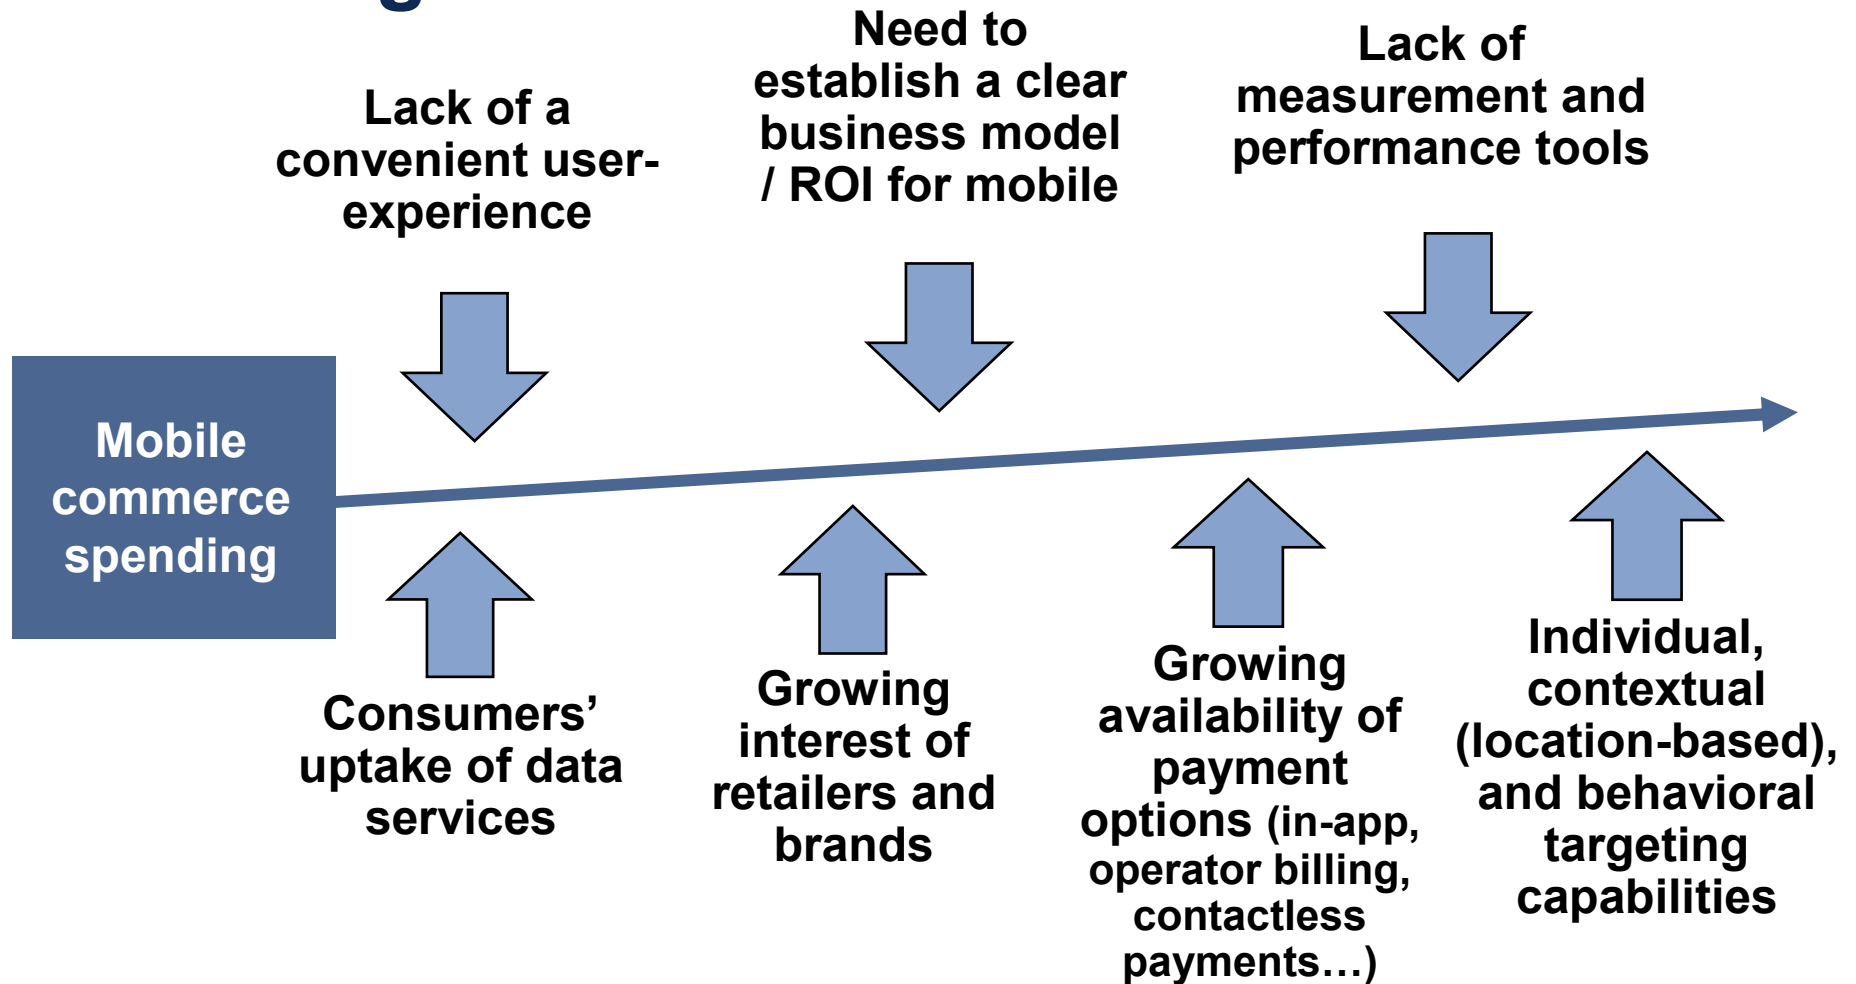 Need to
establish a clear
business model
/ ROI for mobile
Lack of
measurement and
performance tools
Lack of a
convenient user-
experience
Mobile
commerce
spending
Consumers’
uptake of data
services
Growing
interest of
retailers and
brands
Growing
availability of
payment
options (in-app,
operator billing,
contactless
payments…)
Individual,
contextual
(location-based),
and behavioral
targeting
capabilities